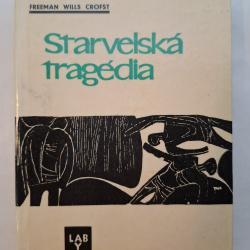 FREEMAN WILLS CROFST
Starvelská
tragédia
LAB
Y